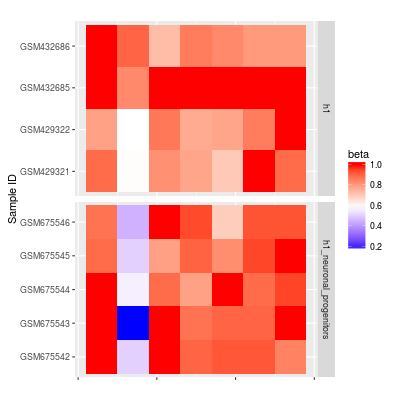 GSM432686
GSM432685
GSM429322
GSM429321
h1
GSM675546
GSM675545
GSM675544
GSM675543
GSM675542
h1_neuronal_progenitors
Sample ID
beta
1.0
0.8
0.6
0.4
0.2